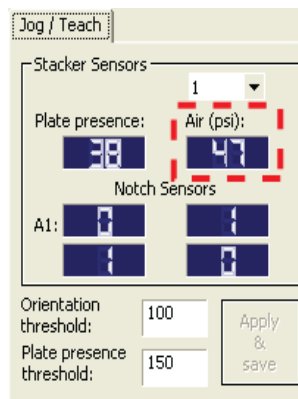 Jog / Teach
Stacker Sensors
1
Plate presence: Air (psi):
38 47
Notch Sensors
A1: 0 1
1 0
Orientation threshold: 100
Plate presence threshold: 150
Apply & save